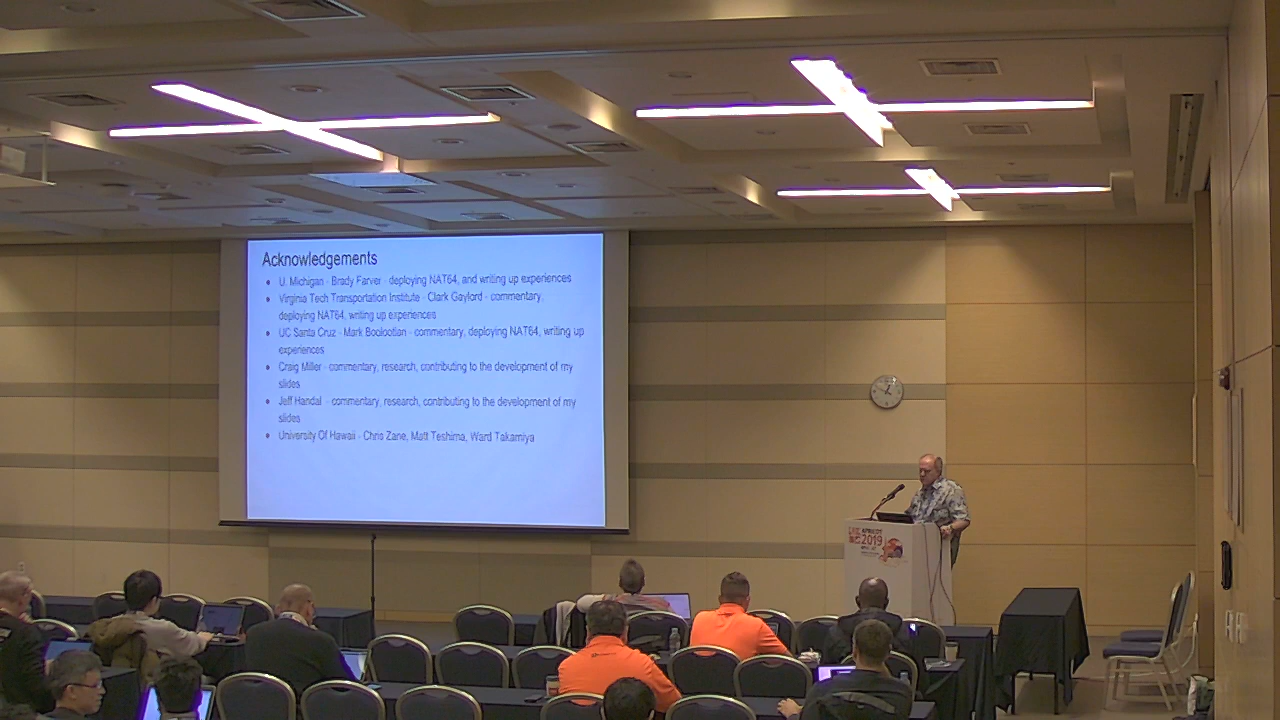 Acknowledgements
U. Michigan - Brady Farver - deploying NAT64, and writing up experiences
Virginia Tech Transportation Institute - Clark Gaylord - commentary,
deploying NAT64, writing up experiences
UC Santa Cruz - Mark Boolootian - commentary, deploying NAT64, writing up
experiences
Craig Miller - commentary, research, contributing to the development of my
slides
Jeff Handal - commentary, research, contributing to the development of my
slides
University Of Hawaii - Chris Zane, Matt Teshima, Ward Takamiya
APRICOT
2019